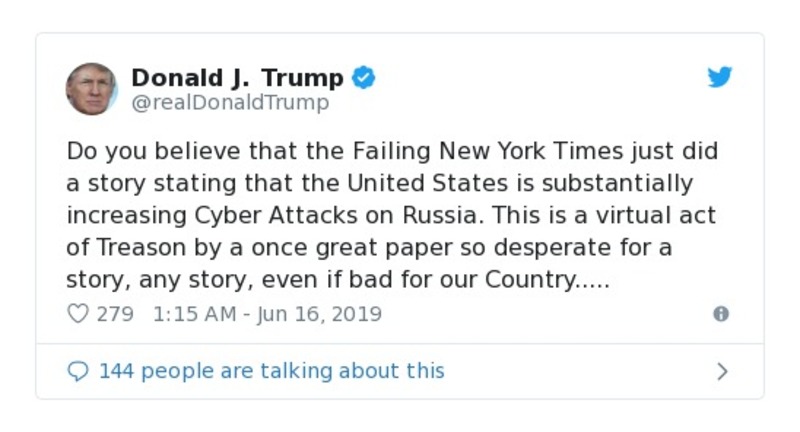 Donald J. Trump
@realDonaldTrump
Do you believe that the Failing New York Times just did
a story stating that the United States is substantially
increasing Cyber Attacks on Russia. This is a virtual act
of Treason by a once great paper so desperate for a
story, any story, even if bad for our Country.....
279 1:15 AM - Jun 16, 2019
144 people are talking about this